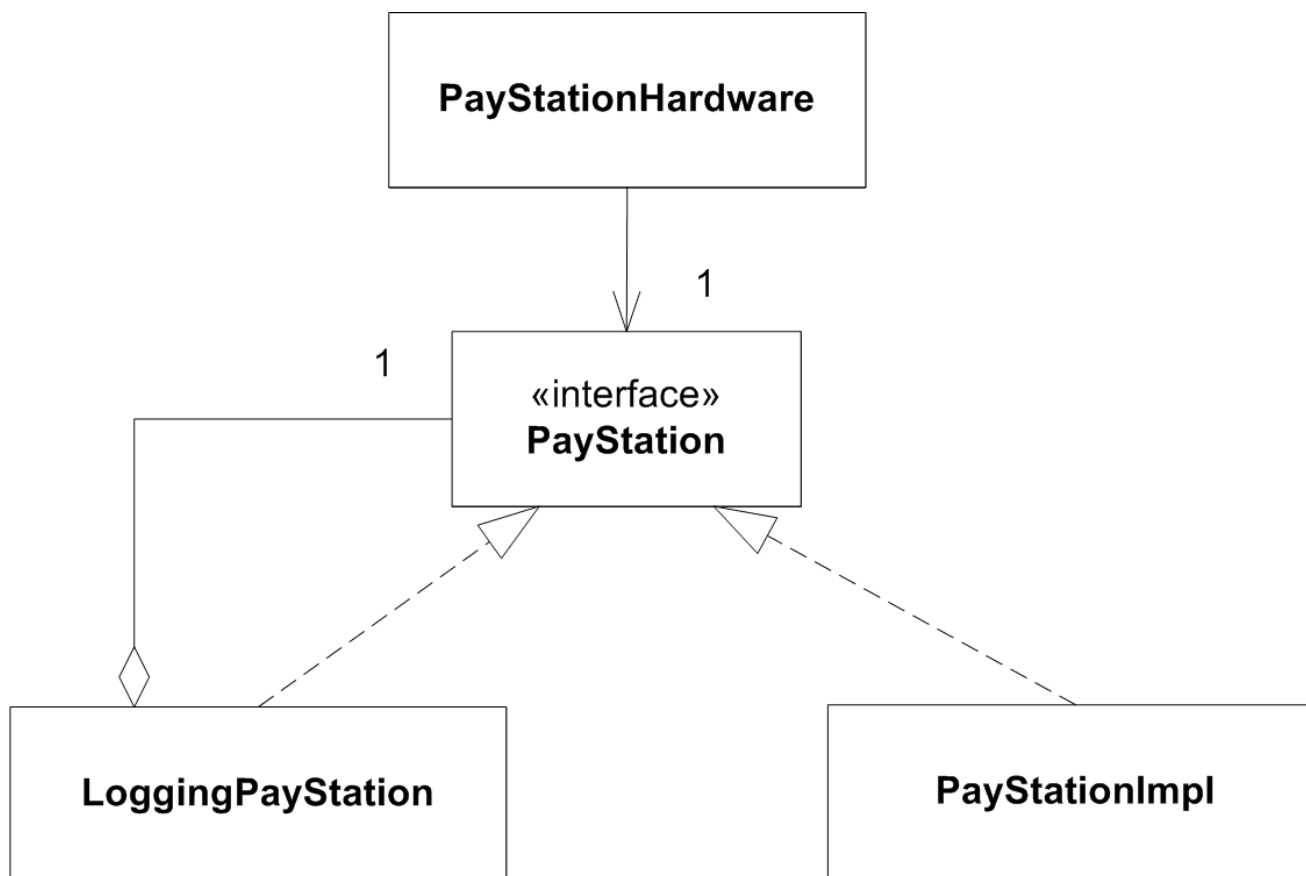 PayStationHardware
1
1
«interface»
PayStation
LoggingPayStation
PayStationImpl